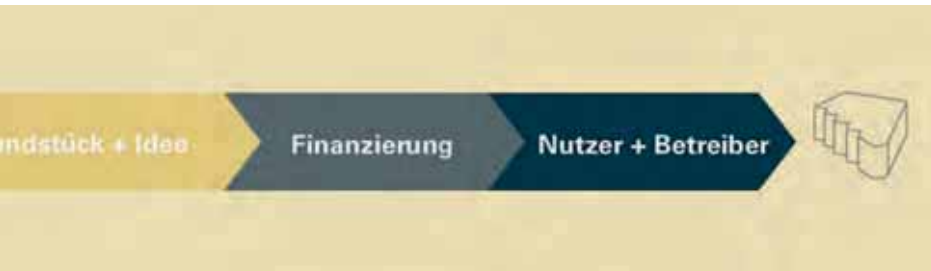 ndstück + Idee
Finanzierung
Nutzer + Betreiber